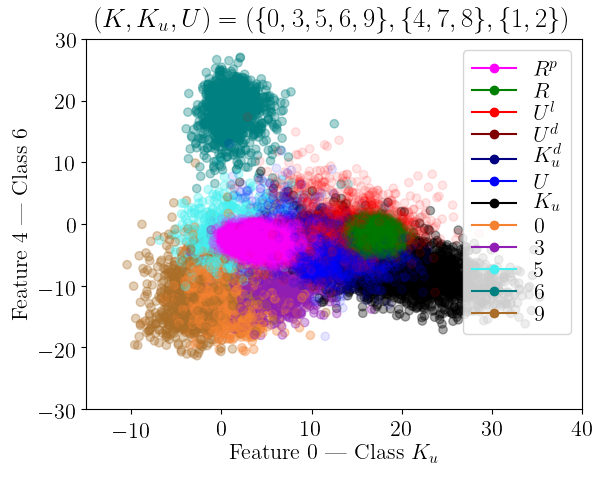 (K, K_u, U) = ({0, 3, 5, 6, 9}, {4, 7, 8}, {1, 2})
30
20
10
0
−10
−20
−30
Feature 4 — Class 6
R^p
R
U^l
U^d
K_u^d
U
K_u
0
3
5
6
9
−10
0
10
20
30
40
Feature 0 — Class K_u